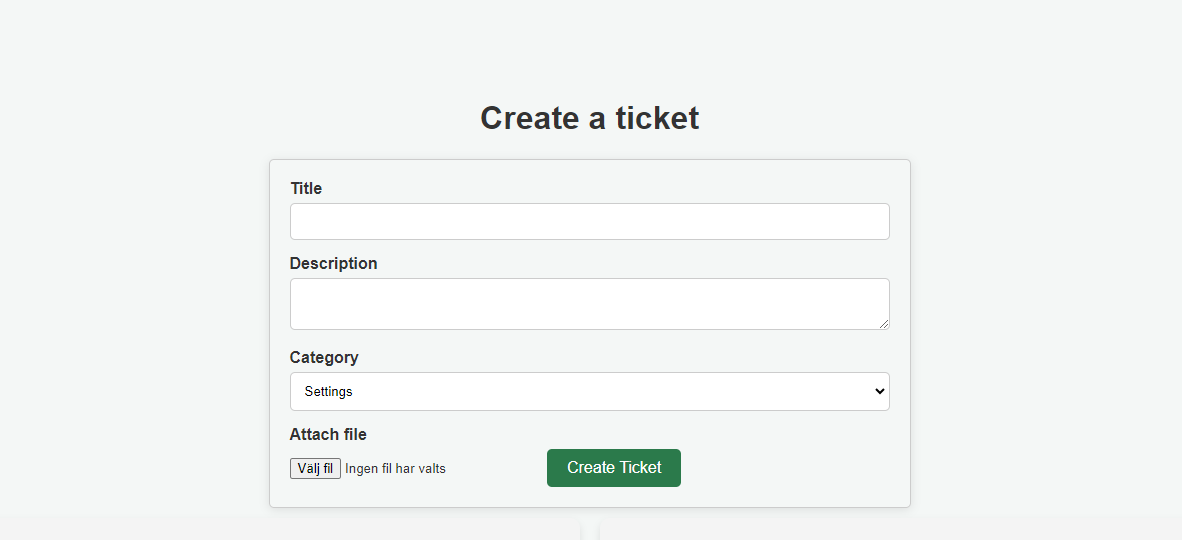 Create a ticket
Title
Description
Category
Settings
Attach file
Välj fil Ingen fil har valts
Create Ticket